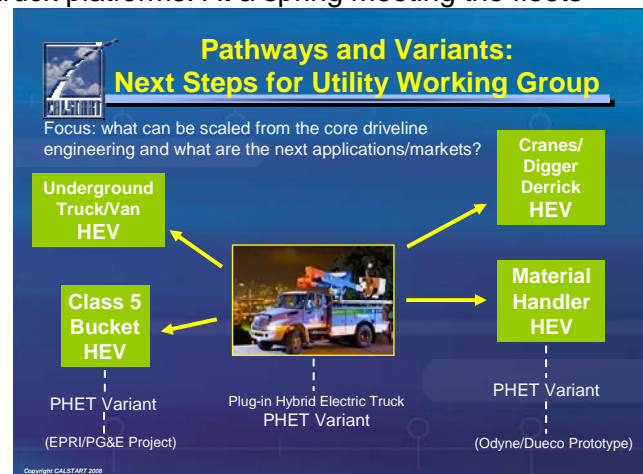 Pathways and Variants:
Next Steps for Utility Working Group
CALSTART
Focus: what can be scaled from the core driveline
engineering and what are the next applications/markets?
Cranes/
Digger
Derrick
HEV
Underground
Truck/Van
HEV
Class 5
Bucket
HEV
Material
Handler
HEV
PHET Variant
(EPRI/PG&E Project)
Plug-in Hybrid Electric Truck
PHET Variant
PHET Variant
(Odyne/Dueco Prototype)
Copyright CALSTART 2008